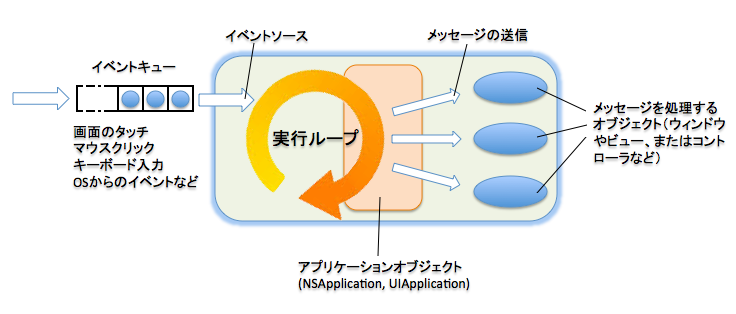 イベントソース
メッセージの送信
イベントキュー
画面のタッチ
マウスクリック
キーボード入力
OSからのイベントなど
実行ループ
メッセージを処理する
オブジェクト（ウィンドウ
やビュー、またはコント
ローラなど）
アプリケーションオブジェクト
(NSApplication, UIApplication)